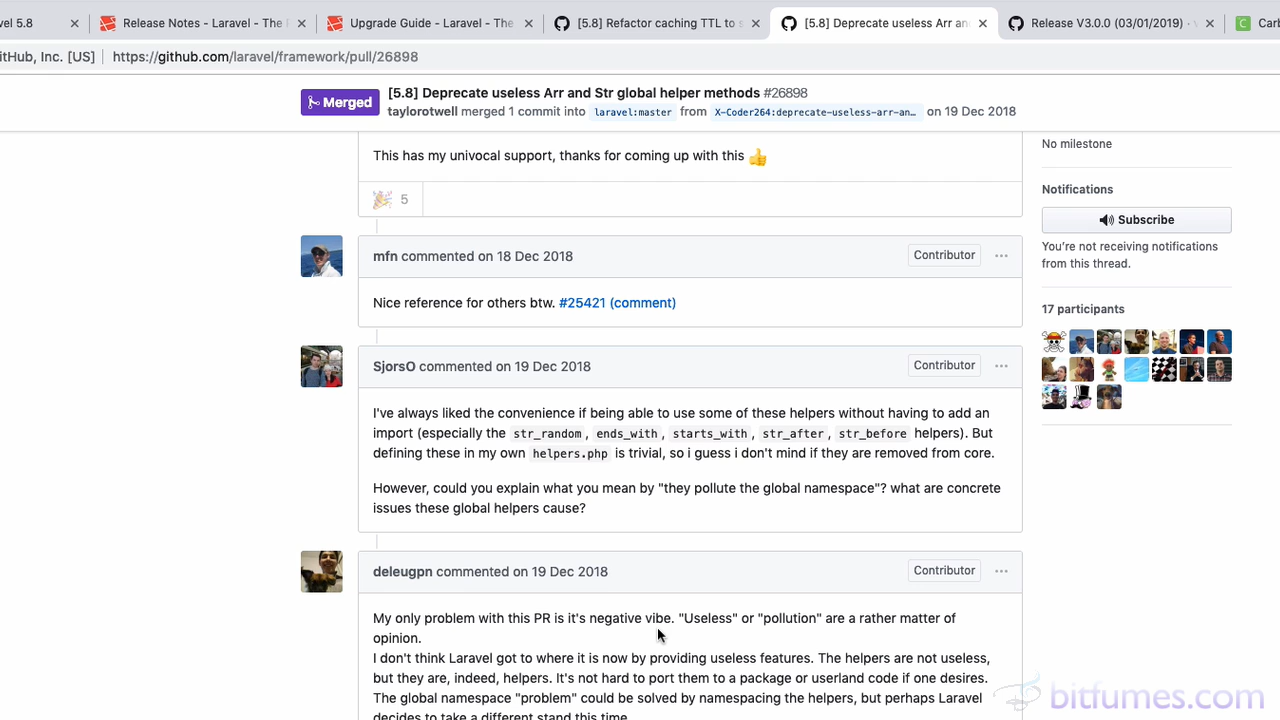 vel 5.8
Release Notes - Laravel - The
Upgrade Guide - Laravel - The
[5.8] Refactor caching TTL to s
[5.8] Deprecate useless Arr an
Release V3.0.0 (03/01/2019) -
Carb
itHub, Inc. [US] https://github.com/laravel/framework/pull/26898
Merged
[5.8] Deprecate useless Arr and Str global helper methods #26898
taylorotwell merged 1 commit into laravel:master from X-Coder264:deprecate-useless-arr-an… on 19 Dec 2018
This has my univocal support, thanks for coming up with this 👍
🎉 5
mfn commented on 18 Dec 2018
Contributor
Nice reference for others btw. #25421 (comment)
SjorsO commented on 19 Dec 2018
Contributor
I've always liked the convenience if being able to use some of these helpers without having to add an
import (especially the str_random, ends_with, starts_with, str_after, str_before helpers). But
defining these in my own helpers.php is trivial, so i guess i don't mind if they are removed from core.
However, could you explain what you mean by "they pollute the global namespace"? what are concrete
issues these global helpers cause?
deleugpn commented on 19 Dec 2018
Contributor
My only problem with this PR is it's negative vibe. "Useless" or "pollution" are a rather matter of
opinion.
I don't think Laravel got to where it is now by providing useless features. The helpers are not useless,
but they are, indeed, helpers. It's not hard to port them to a package or userland code if one desires.
The global namespace "problem" could be solved by namespacing the helpers, but perhaps Laravel
decides to take a different stand this time.
No milestone
Notifications
Subscribe
You're not receiving notifications
from this thread.
17 participants
bitfumes.com